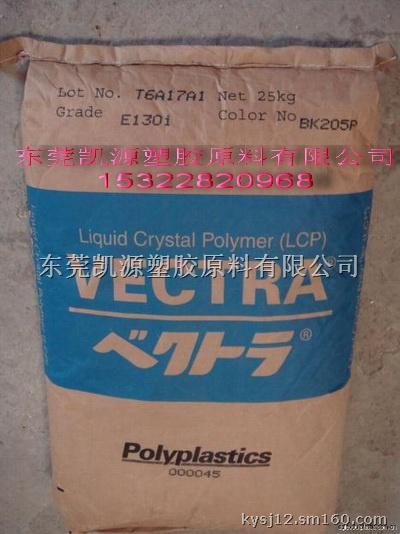 Lot No. T6A17A1 Net 25kg
Grade E130i Color No BK205P
东莞凯源塑胶原料有限公司
15322820968
Liquid Crystal Polymer (LCP)
东莞凯源塑胶原料有限公司
VECTRA®
ベクトラ®
Polyplastics
000045
kysj12.sm160.com